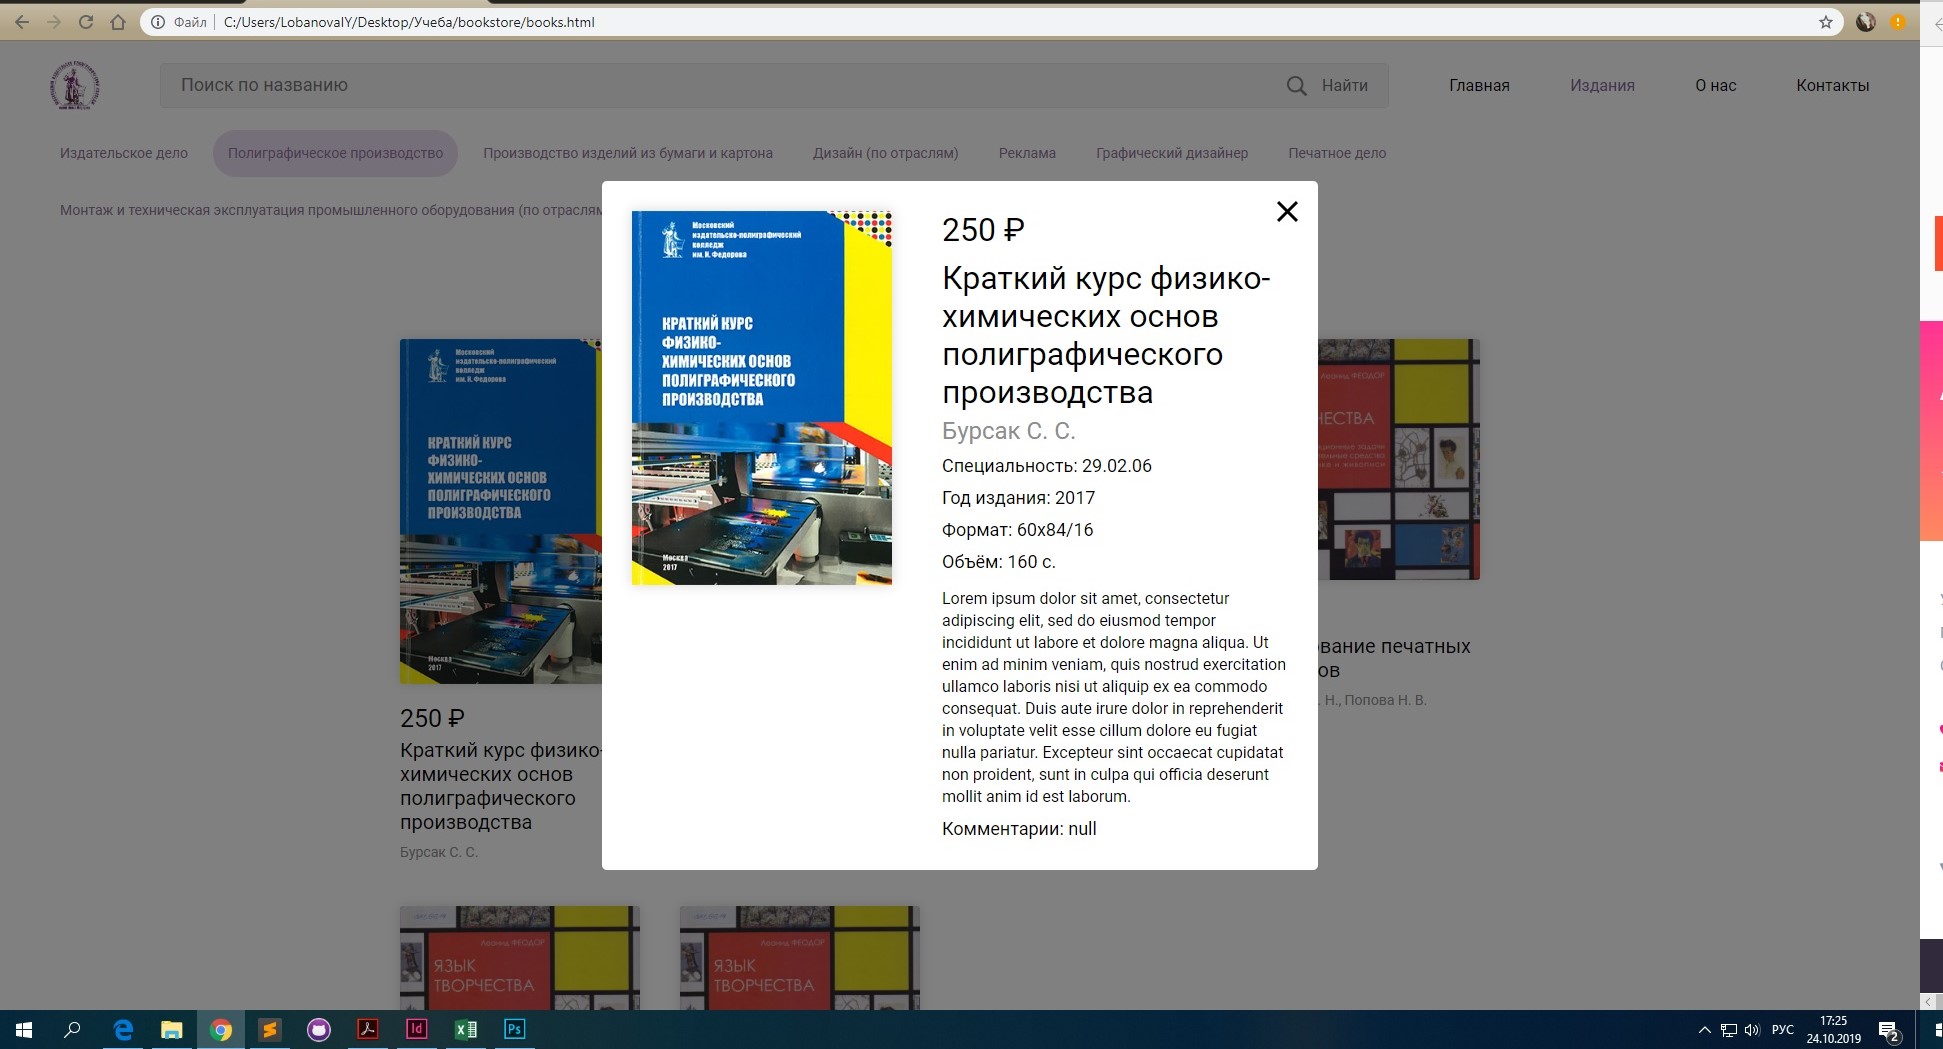 Файл
C:/Users/LobanovaIY/Desktop/Учеба/bookstore/books.html
Поиск по названию
Найти
Главная
Издания
О нас
Контакты
Издательское дело
Полиграфическое производство
Производство изделий из бумаги и картона
Дизайн (по отраслям)
Реклама
Графический дизайнер
Печатное дело
Монтаж и техническая эксплуатация промышленного оборудования (по отраслям
Московский
издательско-полиграфический
колледж
им. И. Федорова
КРАТКИЙ КУРС
ФИЗИКО-
ХИМИЧЕСКИХ ОСНОВ
ПОЛИГРАФИЧЕСКОГО
ПРОИЗВОДСТВА
Москва
2017
250 ₽
Краткий курс физико-
химических основ
полиграфического
производства
Бурсак С. С.
Специальность: 29.02.06
Год издания: 2017
Формат: 60x84/16
Объём: 160 с.
Lorem ipsum dolor sit amet, consectetur
adipiscing elit, sed do eiusmod tempor
incididunt ut labore et dolore magna aliqua. Ut
enim ad minim veniam, quis nostrud exercitation
ullamco laboris nisi ut aliquip ex ea commodo
consequat. Duis aute irure dolor in reprehenderit
in voluptate velit esse cillum dolore eu fugiat
nulla pariatur. Excepteur sint occaecat cupidatat
non proident, sunt in culpa qui officia deserunt
mollit anim id est laborum.
Комментарии: null
Московский
издательско-полиграфический
колледж
им. И. Федорова
КРАТКИЙ КУРС
ФИЗИКО-
ХИМИЧЕСКИХ ОСНОВ
ПОЛИГРАФИЧЕСКОГО
ПРОИЗВОДСТВА
Москва
2017
250 ₽
Краткий курс физико-
химических основ
полиграфического
производства
Бурсак С. С.
Леонид ФЕОДОР
ЧЕСТВА
вание печатных
ов
. Н., Попова Н. В.
Леонид ФЕОДОР
ЯЗЫК
ТВОРЧЕСТВА
Леонид ФЕОДОР
ЯЗЫК
ТВОРЧЕСТВА
Id
Ps
РУС
17:25
24.10.2019
2